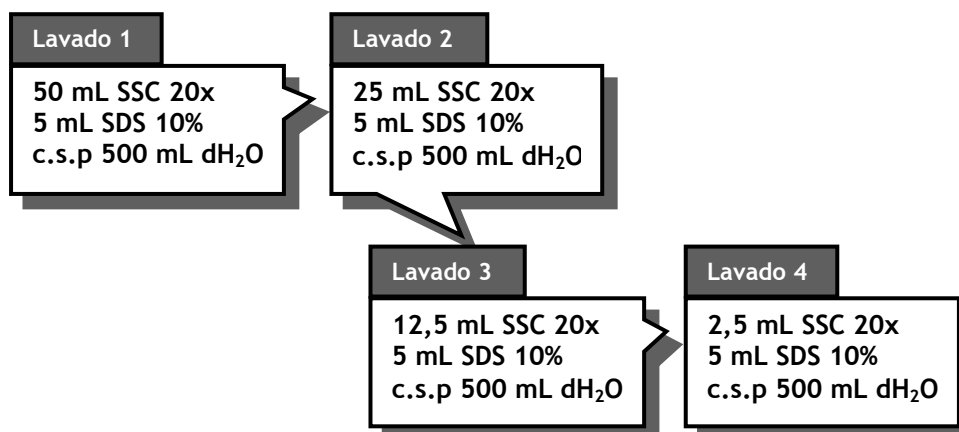 Lavado 1
50 mL SSC 20x
5 mL SDS 10%
c.s.p 500 mL dH₂O
Lavado 2
25 mL SSC 20x
5 mL SDS 10%
c.s.p 500 mL dH₂O
Lavado 3
12,5 mL SSC 20x
5 mL SDS 10%
c.s.p 500 mL dH₂O
Lavado 4
2,5 mL SSC 20x
5 mL SDS 10%
c.s.p 500 mL dH₂O